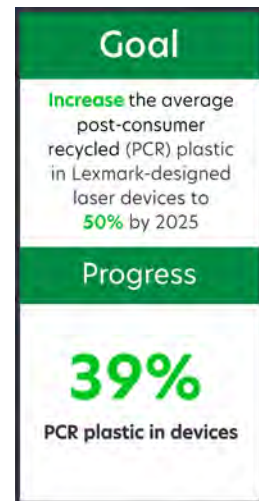 Goal
Increase the average
post-consumer
recycled (PCR) plastic
in Lexmark-designed
laser devices to
50% by 2025
Progress
39%
PCR plastic in devices